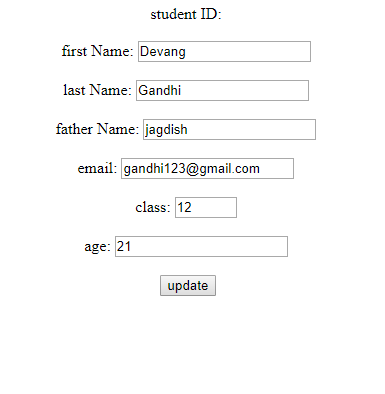 student ID:
first Name: Devang
last Name: Gandhi
father Name: jagdish
email: gandhi123@gmail.com
class: 12
age: 21
update